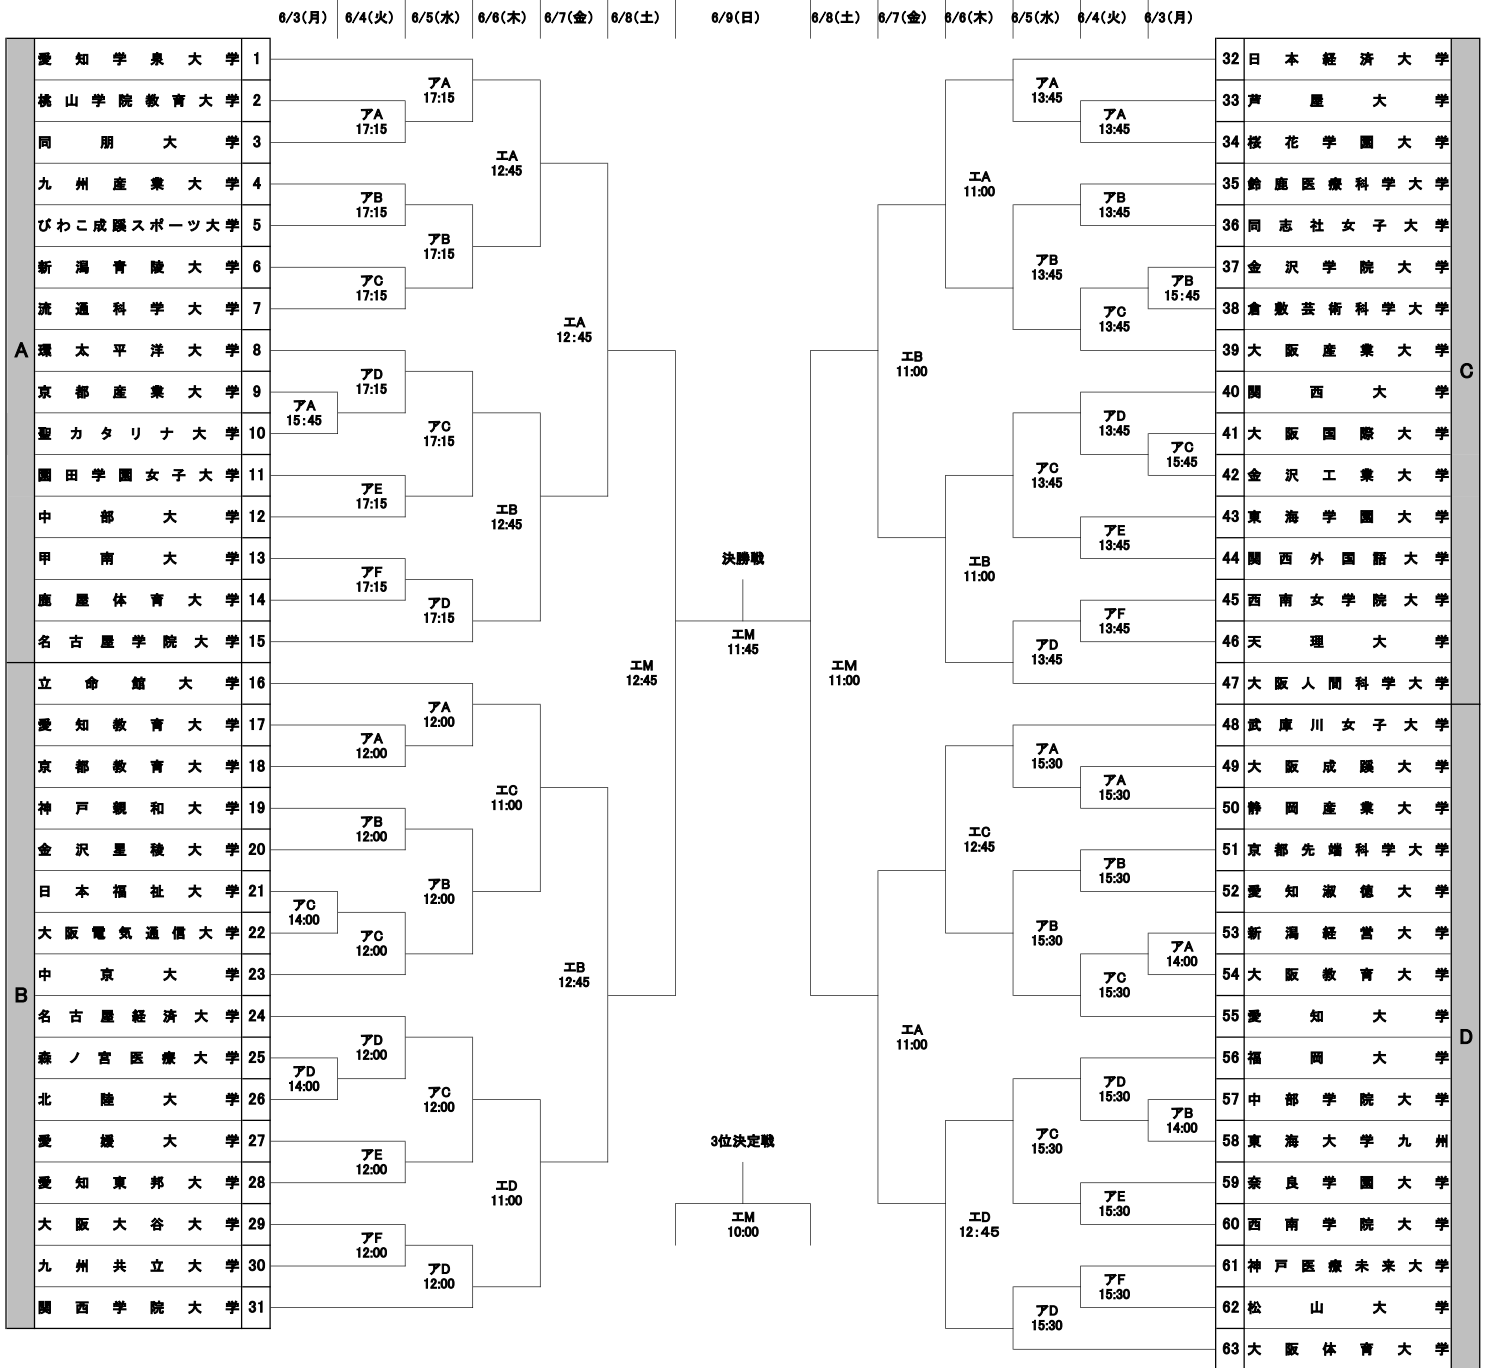 6/3(月) 6/4(火) 6/5(水) 6/6(木) 6/7(金) 6/8(土) 6/9(日) 6/8(土) 6/7(金) 6/6(木) 6/5(水) 6/4(火) 6/3(月)
A
愛知学泉大学 1
桃山学院教育大学 2
同朋大学 3
九州産業大学 4
びわこ成蹊スポーツ大学 5
新潟青陵大学 6
流通科学大学 7
環太平洋大学 8
京都産業大学 9
聖カタリナ大学 10
園田学園女子大学 11
中部大学 12
甲南大学 13
鹿屋体育大学 14
名古屋学院大学 15
B
立命館大学 16
愛知教育大学 17
京都教育大学 18
神戸親和大学 19
金沢星稜大学 20
日本福祉大学 21
大阪電気通信大学 22
中京大学 23
名古屋経済大学 24
森ノ宮医療大学 25
北陸大学 26
愛媛大学 27
愛知東邦大学 28
大阪大谷大学 29
九州共立大学 30
関西学院大学 31
アA
15:45
アC
14:00
アD
14:00
アA
17:15
アB
17:15
アC
17:15
アD
17:15
アE
17:15
アF
17:15
アA
12:00
アB
12:00
アC
12:00
アD
12:00
アE
12:00
アF
12:00
アA
17:15
アB
17:15
アC
17:15
アD
17:15
アA
12:00
アB
12:00
アC
12:00
アD
12:00
エA
12:45
エB
12:45
エC
11:00
エD
11:00
エA
12:45
エB
12:45
エM
12:45
決勝戦
エM
11:45
3位決定戦
エM
10:00
エM
11:00
エB
11:00
エA
11:00
エA
11:00
エB
11:00
エC
12:45
エD
12:45
アA
13:45
アB
13:45
アC
13:45
アD
13:45
アA
15:30
アB
15:30
アC
15:30
アD
15:30
アA
13:45
アB
13:45
アC
13:45
アD
13:45
アE
13:45
アF
13:45
アA
15:30
アB
15:30
アC
15:30
アD
15:30
アE
15:30
アF
15:30
アB
15:45
アC
15:45
アA
14:00
アB
14:00
32 日本経済大学
33 芦屋大学
34 桜花学園大学
35 鈴鹿医療科学大学
36 同志社女子大学
37 金沢学院大学
38 倉敷芸術科学大学
39 大阪産業大学
40 関西大学
41 大阪国際大学
42 金沢工業大学
43 東海学園大学
44 関西外国語大学
45 西南女学院大学
46 天理大学
47 大阪人間科学大学
C
48 武庫川女子大学
49 大阪成蹊大学
50 静岡産業大学
51 京都先端科学大学
52 愛知淑徳大学
53 新潟経営大学
54 大阪教育大学
55 愛知大学
56 福岡大学
57 中部学院大学
58 東海大学九州
59 奈良学園大学
60 西南学院大学
61 神戸医療未来大学
62 松山大学
63 大阪体育大学
D